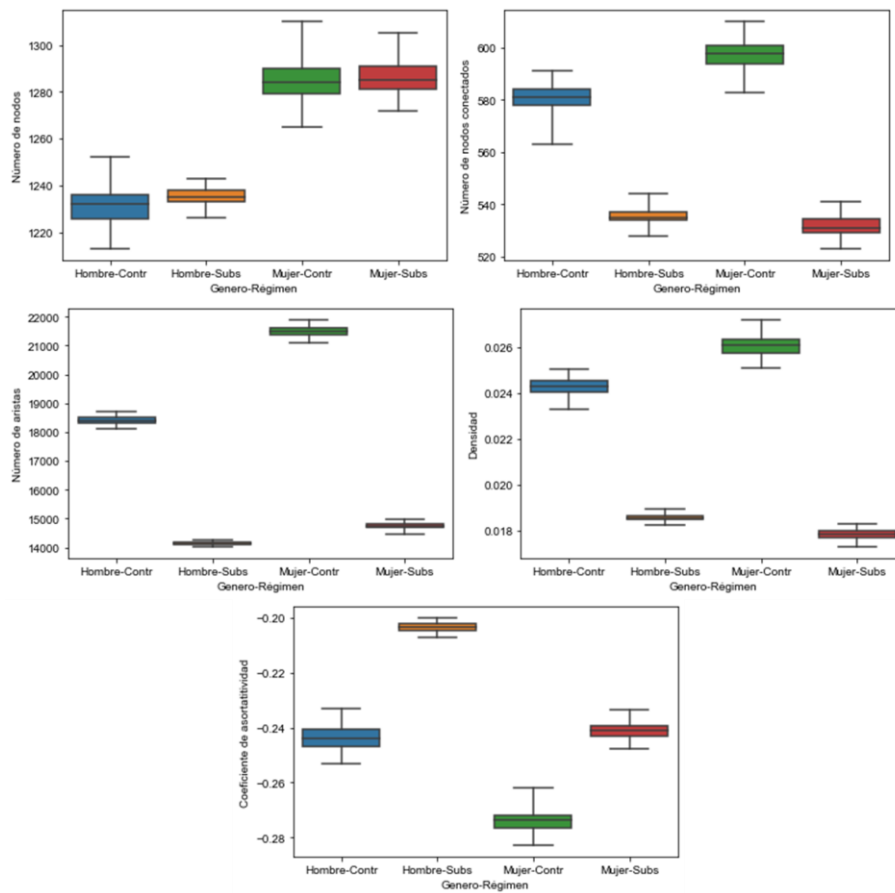 Número de nodos
1300
1280
1260
1240
1220
Hombre-Contr Hombre-Subs Mujer-Contr Mujer-Subs
Genero-Régimen
Número de nodos conectados
600
580
560
540
520
Hombre-Contr Hombre-Subs Mujer-Contr Mujer-Subs
Genero-Régimen
Número de aristas
22000
21000
20000
19000
18000
17000
16000
15000
14000
Hombre-Contr Hombre-Subs Mujer-Contr Mujer-Subs
Genero-Régimen
Densidad
0.026
0.024
0.022
0.020
0.018
Hombre-Contr Hombre-Subs Mujer-Contr Mujer-Subs
Genero-Régimen
Coeficiente de asortatitividad
−0.20
−0.22
−0.24
−0.26
−0.28
Hombre-Contr Hombre-Subs Mujer-Contr Mujer-Subs
Genero-Régimen